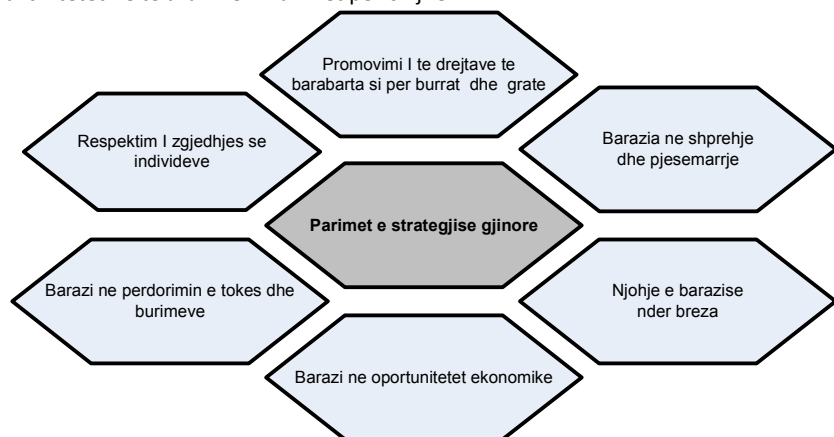 Promovimi I te drejtave te
barabarta si per burrat dhe grate
Respektim I zgjedhjes se
individeve
Barazia ne shprehje
dhe pjesemarrje
Parimet e strategjise gjinore
Barazi ne perdorimin e tokes dhe
burimeve
Njohje e barazise
nder breza
Barazi ne oportunitetet ekonomike